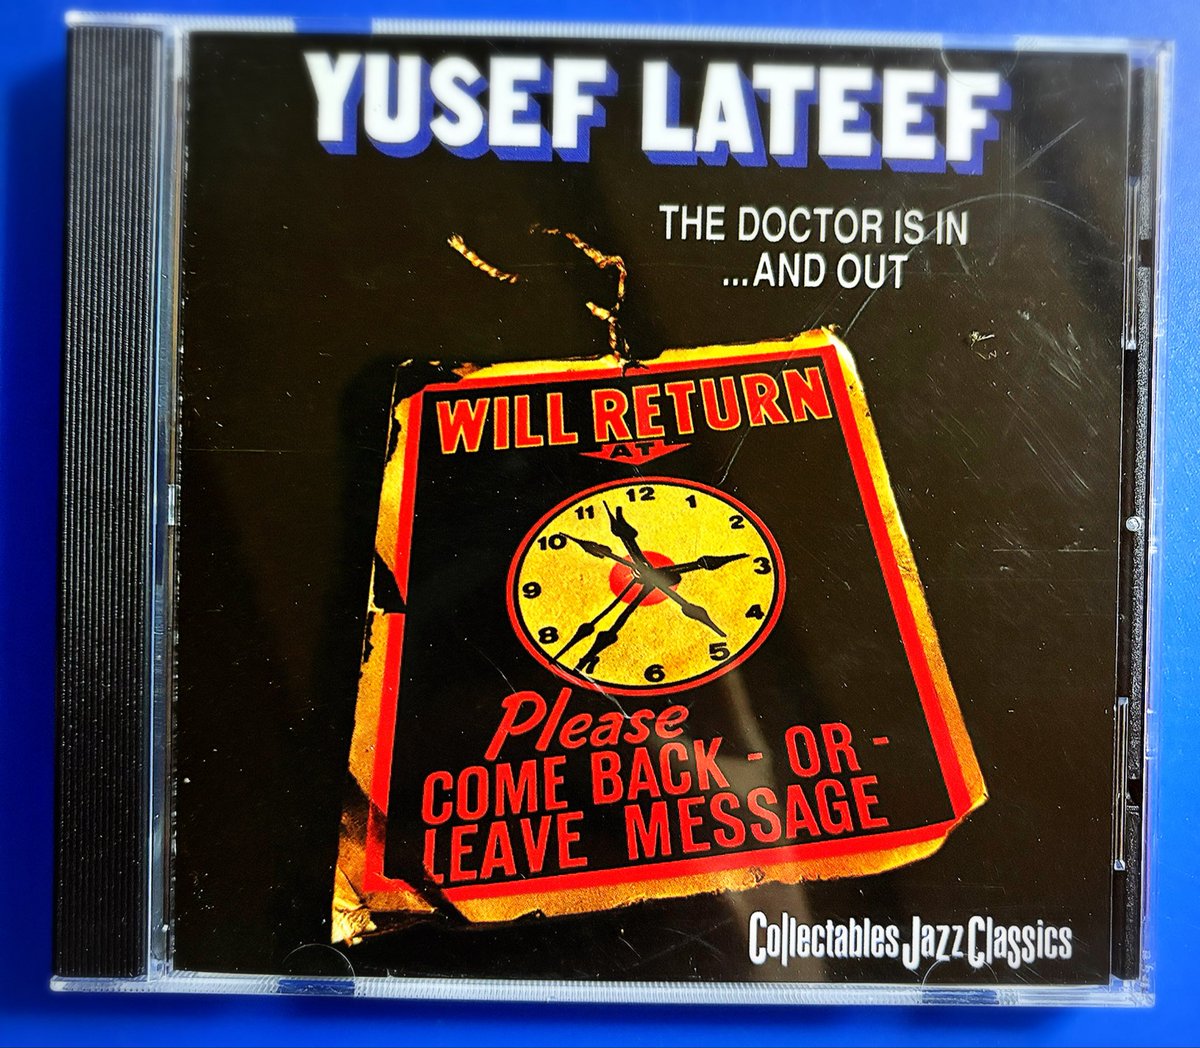 YUSEF LATEEF
THE DOCTOR IS IN
...AND OUT
WILL RETURN
AT
12
1
2
3
4
5
6
7
8
9
10
11
Please
COME BACK - OR -
LEAVE MESSAGE
Collectables Jazz Classics